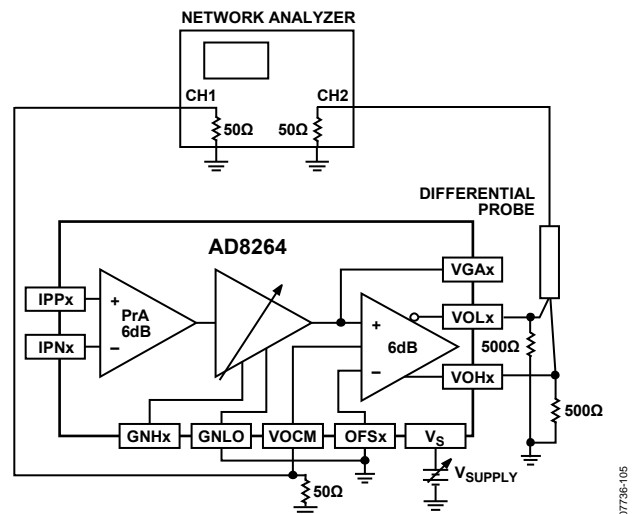 NETWORK ANALYZER
CH1
CH2
50Ω
50Ω
DIFFERENTIAL
PROBE
AD8264
VGAx
IPPx
+
PrA
6dB
–
IPNx
+
6dB
–
VOLx
500Ω
VOHx
500Ω
GNHx
GNLO
VOCM
OFSx
VS
50Ω
VSUPPLY
07736-105